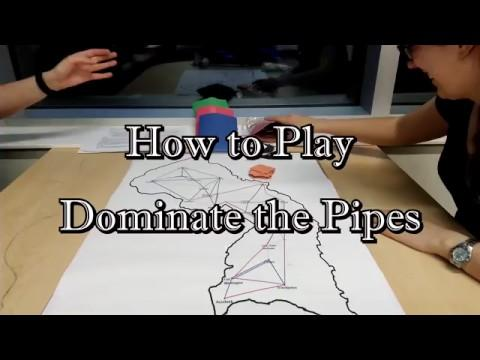 How to Play
Dominate the Pipes